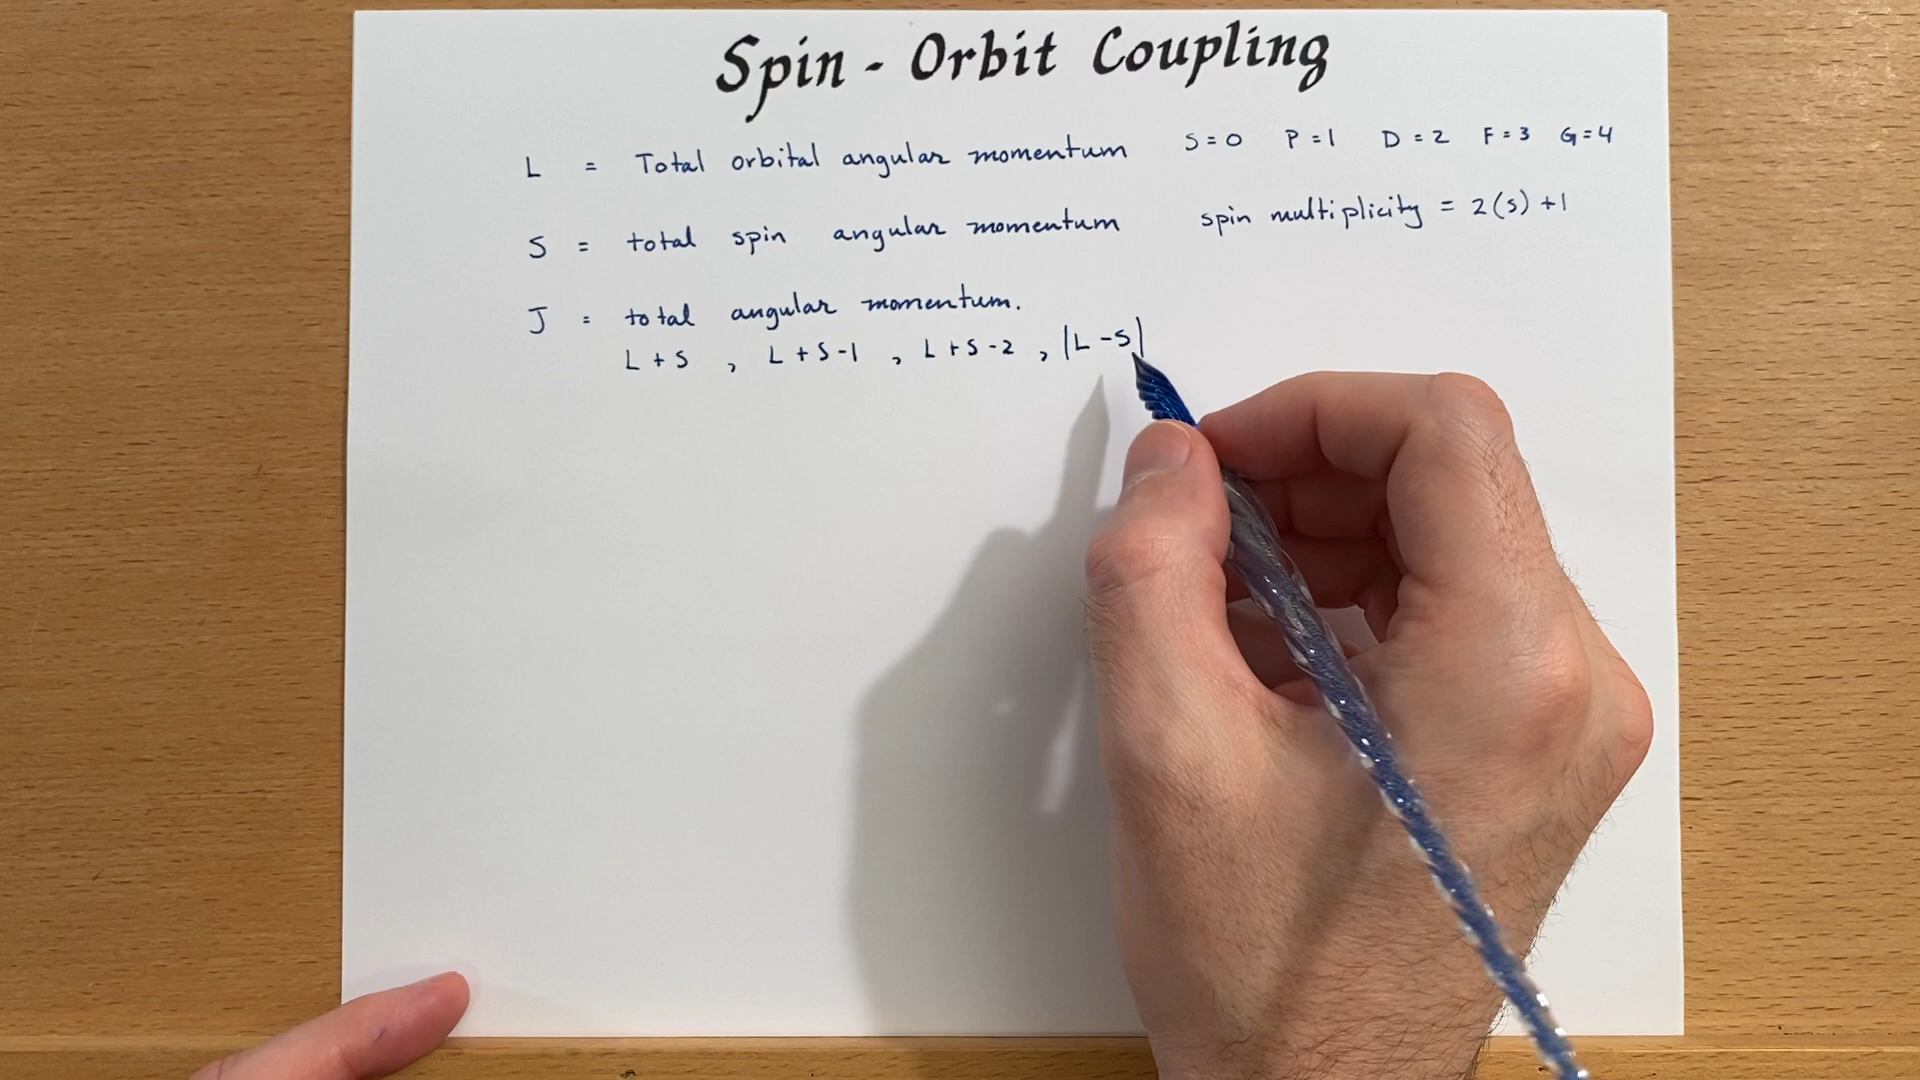 Spin - Orbit Coupling
L = Total orbital angular momentum S = 0 P = 1 D = 2 F = 3 G = 4
S = total spin angular momentum spin multiplicity = 2(s) + 1
J = total angular momentum.
L + S , L + S - 1 , L + S - 2 , |L - S|